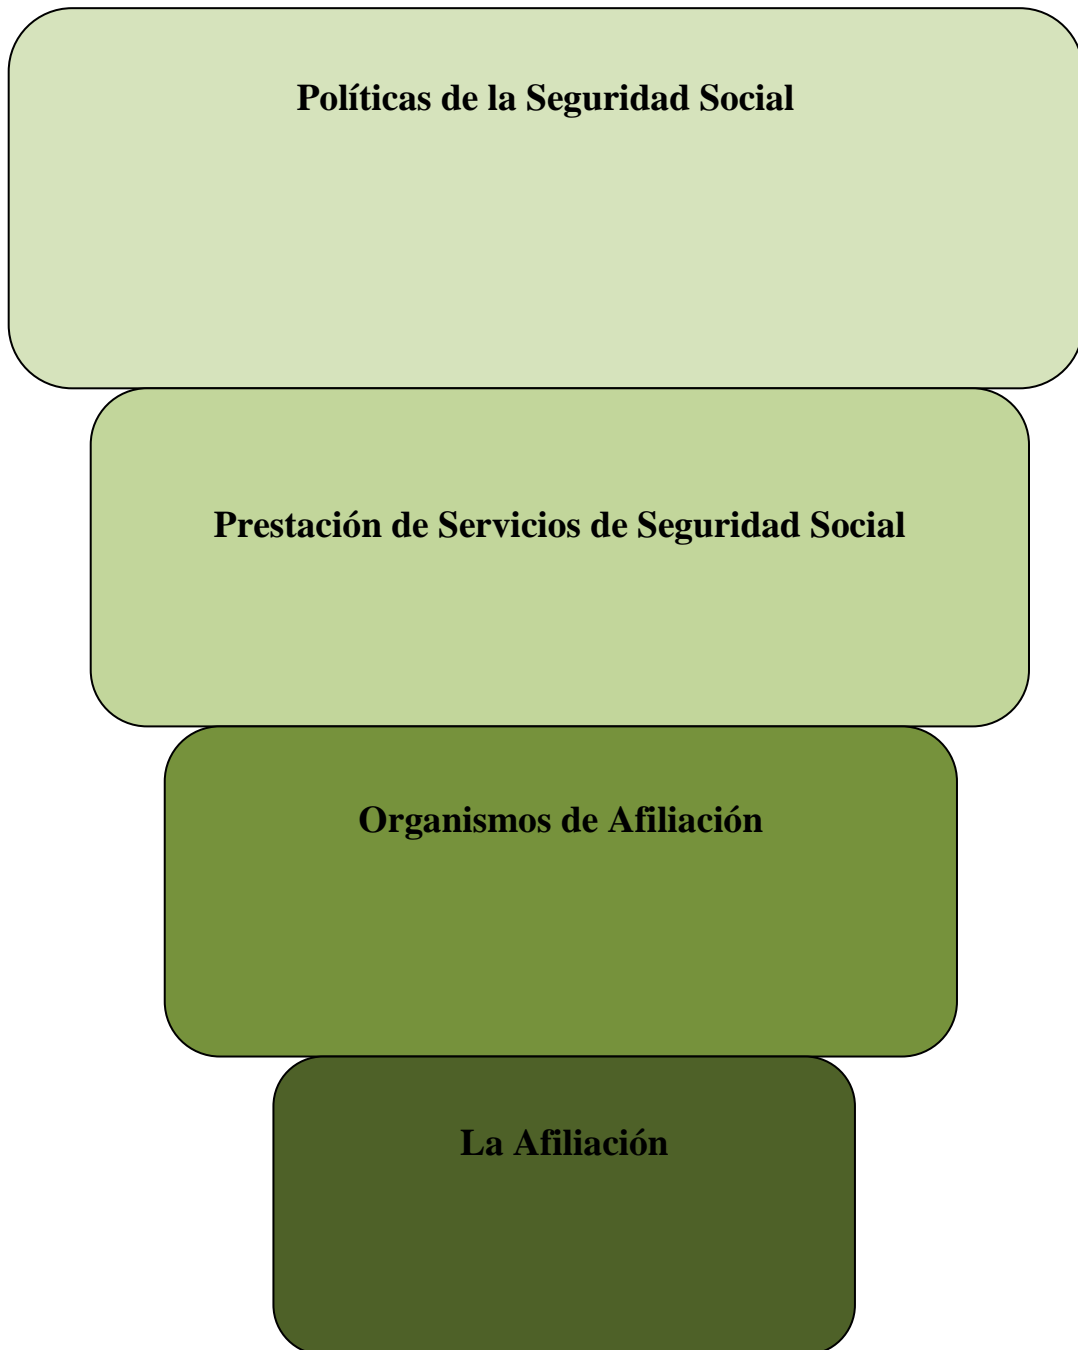 Políticas de la Seguridad Social
Prestación de Servicios de Seguridad Social
Organismos de Afiliación
La Afiliación